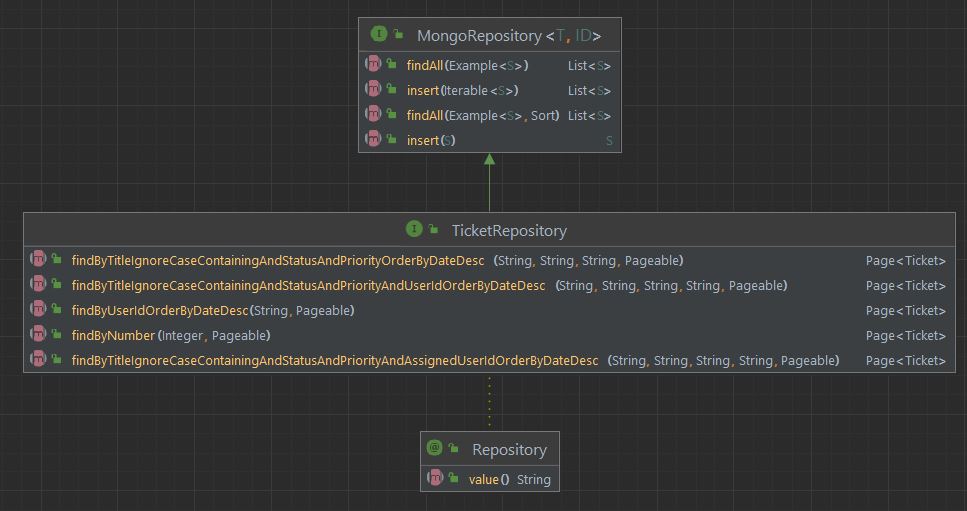 I MongoRepository <T, ID>
m findAll(Example<S>) List<S>
m insert(Iterable<S>) List<S>
m findAll(Example<S>, Sort) List<S>
m insert(S) S
I TicketRepository
m findByTitleIgnoreCaseContainingAndStatusAndPriorityOrderByDateDesc (String, String, String, Pageable) Page<Ticket>
m findByTitleIgnoreCaseContainingAndStatusAndPriorityAndUserIdOrderByDateDesc (String, String, String, String, Pageable) Page<Ticket>
m findByUserIdOrderByDateDesc(String, Pageable) Page<Ticket>
m findByNumber(Integer, Pageable) Page<Ticket>
m findByTitleIgnoreCaseContainingAndStatusAndPriorityAndAssignedUserIdOrderByDateDesc (String, String, String, String, Pageable) Page<Ticket>
@ Repository
m value() String